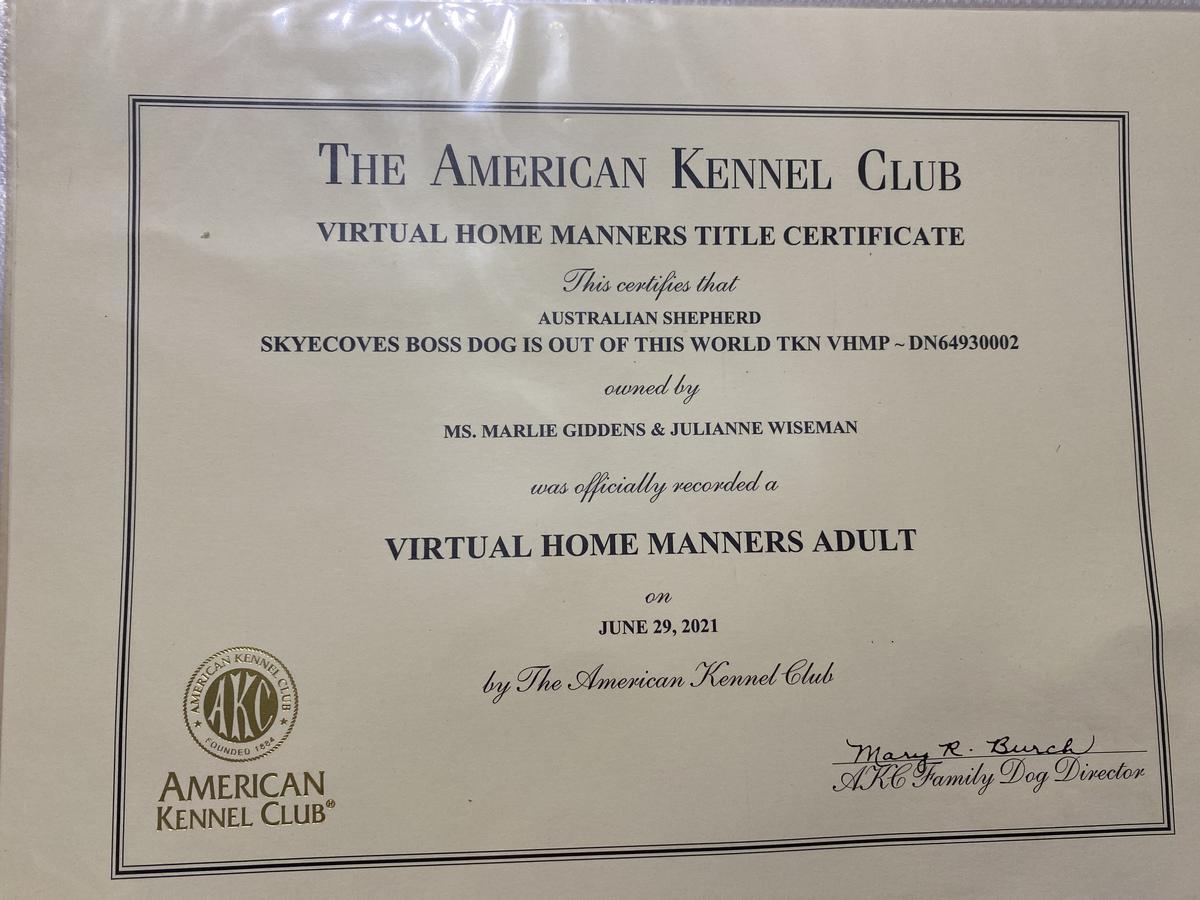 THE AMERICAN KENNEL CLUB
VIRTUAL HOME MANNERS TITLE CERTIFICATE
This certifies that
AUSTRALIAN SHEPHERD
SKYECOVES BOSS DOG IS OUT OF THIS WORLD TKN VHMP ~ DN64930002
owned by
MS. MARLIE GIDDENS & JULIANNE WISEMAN
was officially recorded a
VIRTUAL HOME MANNERS ADULT
on
JUNE 29, 2021
by The American Kennel Club
AMERICAN KENNEL CLUB
AKC
FOUNDED 1884
AMERICAN
KENNEL CLUB®
Mary R. Burch
AKC Family Dog Director